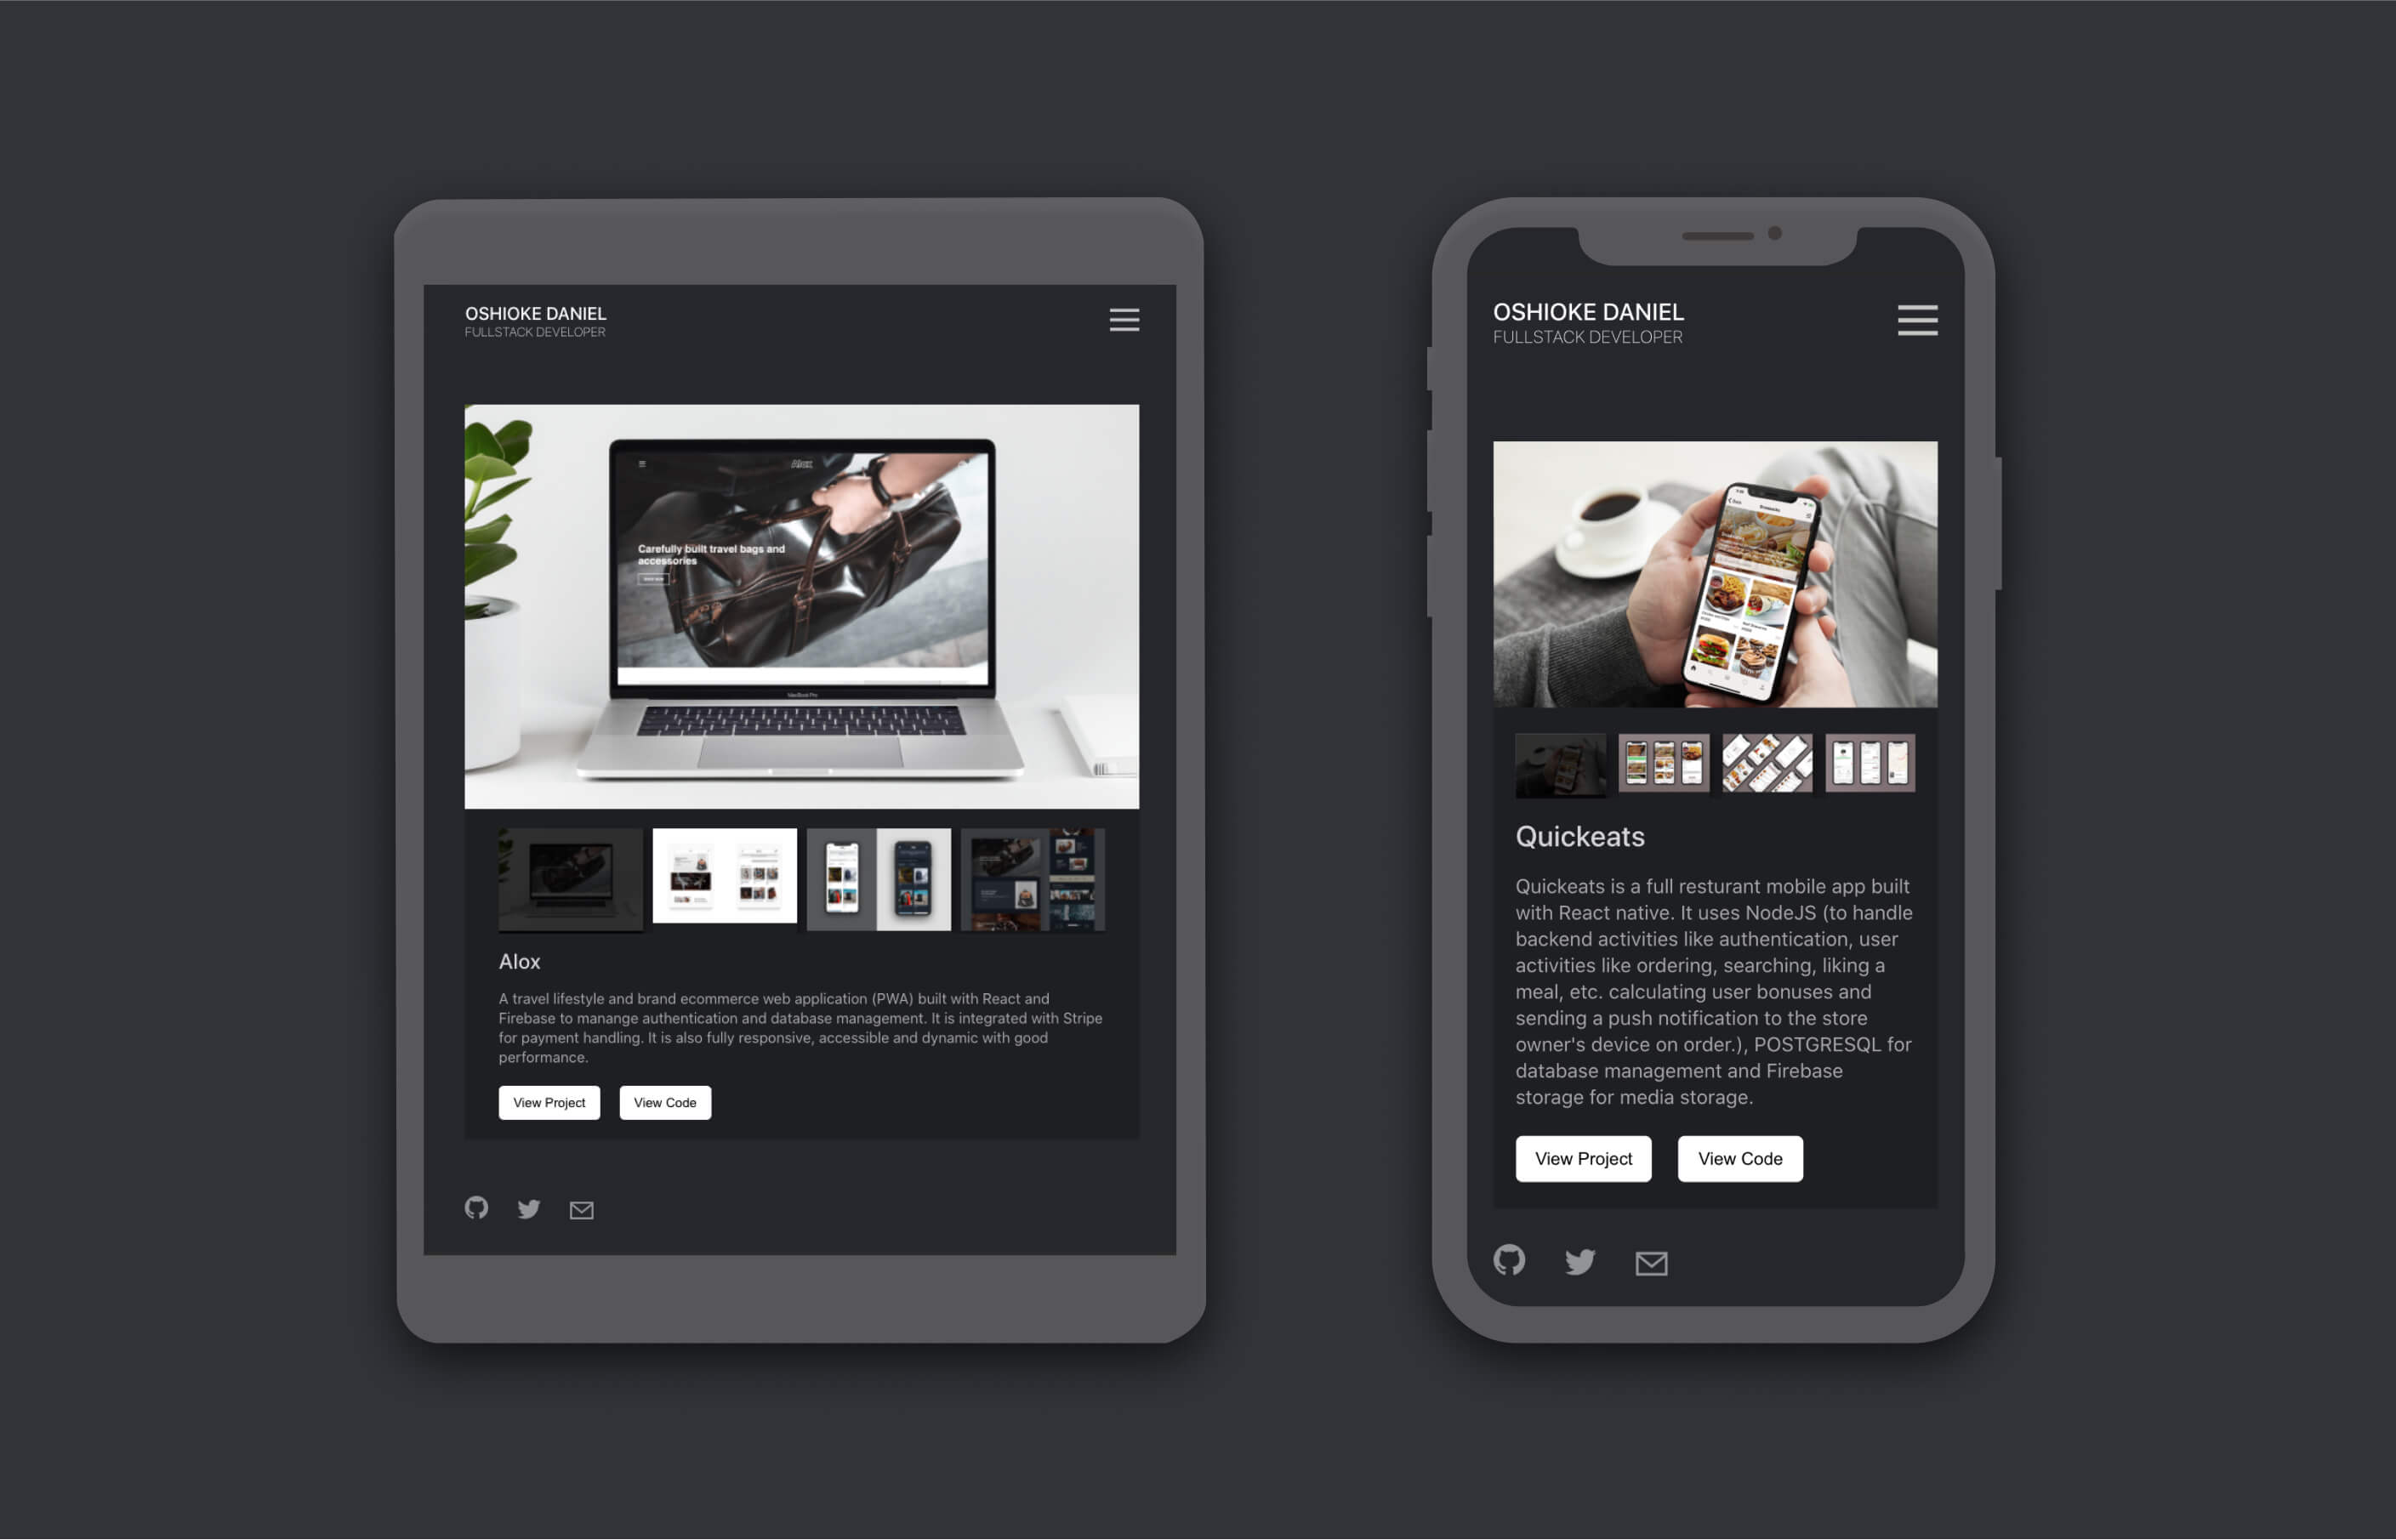 OSHIOKE DANIEL
FULLSTACK DEVELOPER
Alox
Carefully built travel bags and
accessories
MacBook Pro
Alox
A travel lifestyle and brand ecommerce web application (PWA) built with React and
Firebase to manange authentication and database management. It is integrated with Stripe
for payment handling. It is also fully responsive, accessible and dynamic with good
performance.
View Project
View Code
OSHIOKE DANIEL
FULLSTACK DEVELOPER
Quickeats
Quickeats is a full resturant mobile app built
with React native. It uses NodeJS (to handle
backend activities like authentication, user
activities like ordering, searching, liking a
meal, etc. calculating user bonuses and
sending a push notification to the store
owner's device on order.), POSTGRESQL for
database management and Firebase
storage for media storage.
View Project
View Code